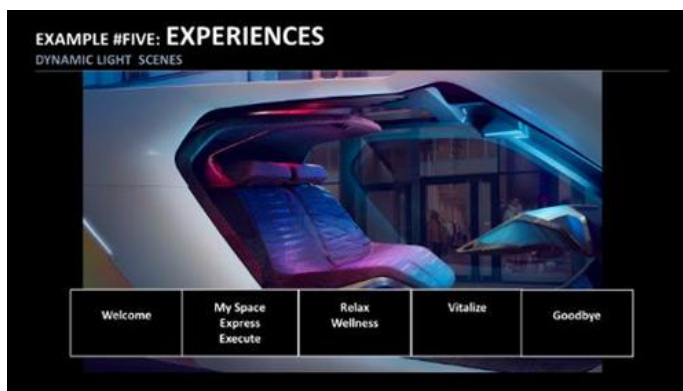 EXAMPLE #FIVE: EXPERIENCES
DYNAMIC LIGHT SCENES
Welcome
My Space
Express
Execute
Relax
Wellness
Vitalize
Goodbye